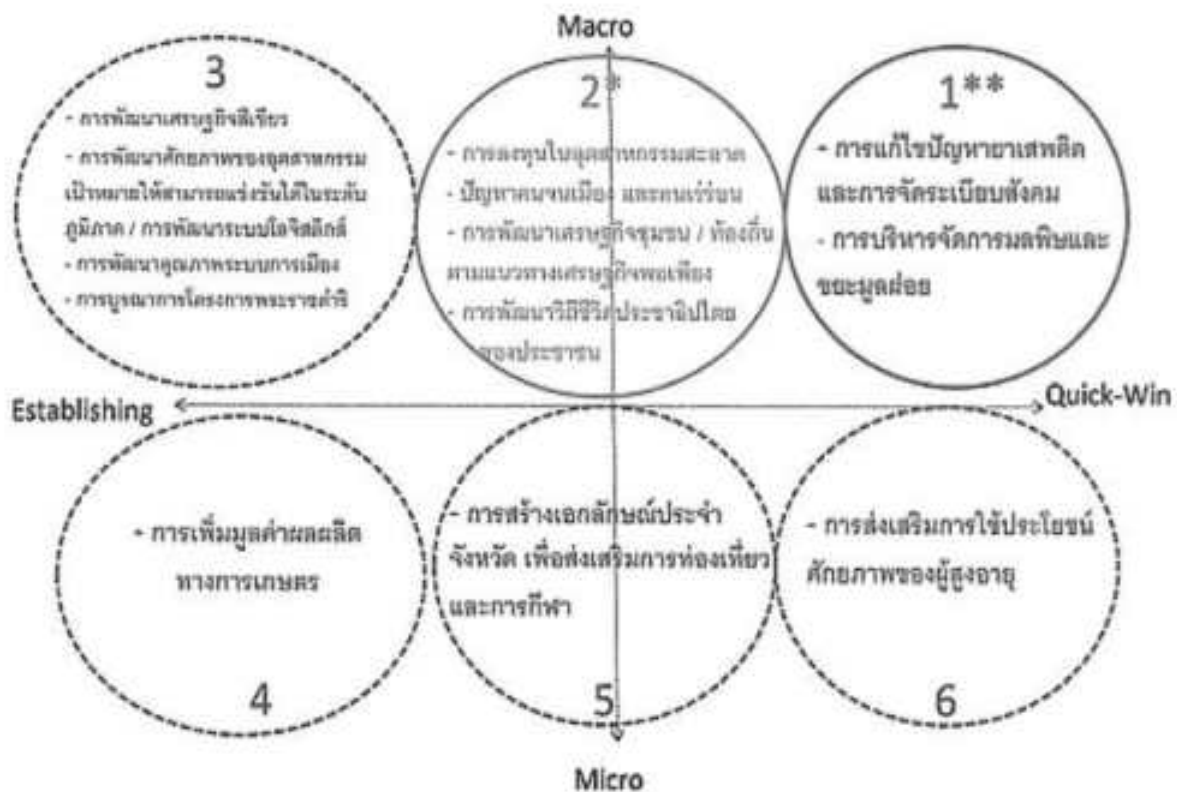 Macro
3
- การพัฒนาเศรษฐกิจสีเขียว
- การพัฒนาศักยภาพของอุตสาหกรรม
เป้าหมายให้สามารถแข่งขันได้ในระดับ
ภูมิภาค / การพัฒนาระบบโลจิสติกส์
- การพัฒนาคุณภาพระบบการเมือง
- การบูรณาการโครงการพระราชดำริ
2*
- การลงทุนในอุตสาหกรรมสะอาด
- ปัญหาคนจนเมือง และคนเร่ร่อน
- การพัฒนาเศรษฐกิจชุมชน / ท้องถิ่น
ตามแนวทางเศรษฐกิจพอเพียง
- การพัฒนาวิถีชีวิตประชาธิปไตย
ของประชาชน
1**
- การแก้ไขปัญหายาเสพติด
และการจัดระเบียบสังคม
- การบริหารจัดการมลพิษและ
ขยะมูลฝอย
Establishing
Quick-Win
- การเพิ่มมูลค่าผลผลิต
ทางการเกษตร
4
- การสร้างเอกลักษณ์ประจำ
จังหวัด เพื่อส่งเสริมการท่องเที่ยว
และการกีฬา
5
- การส่งเสริมการใช้ประโยชน์
ศักยภาพของผู้สูงอายุ
6
Micro